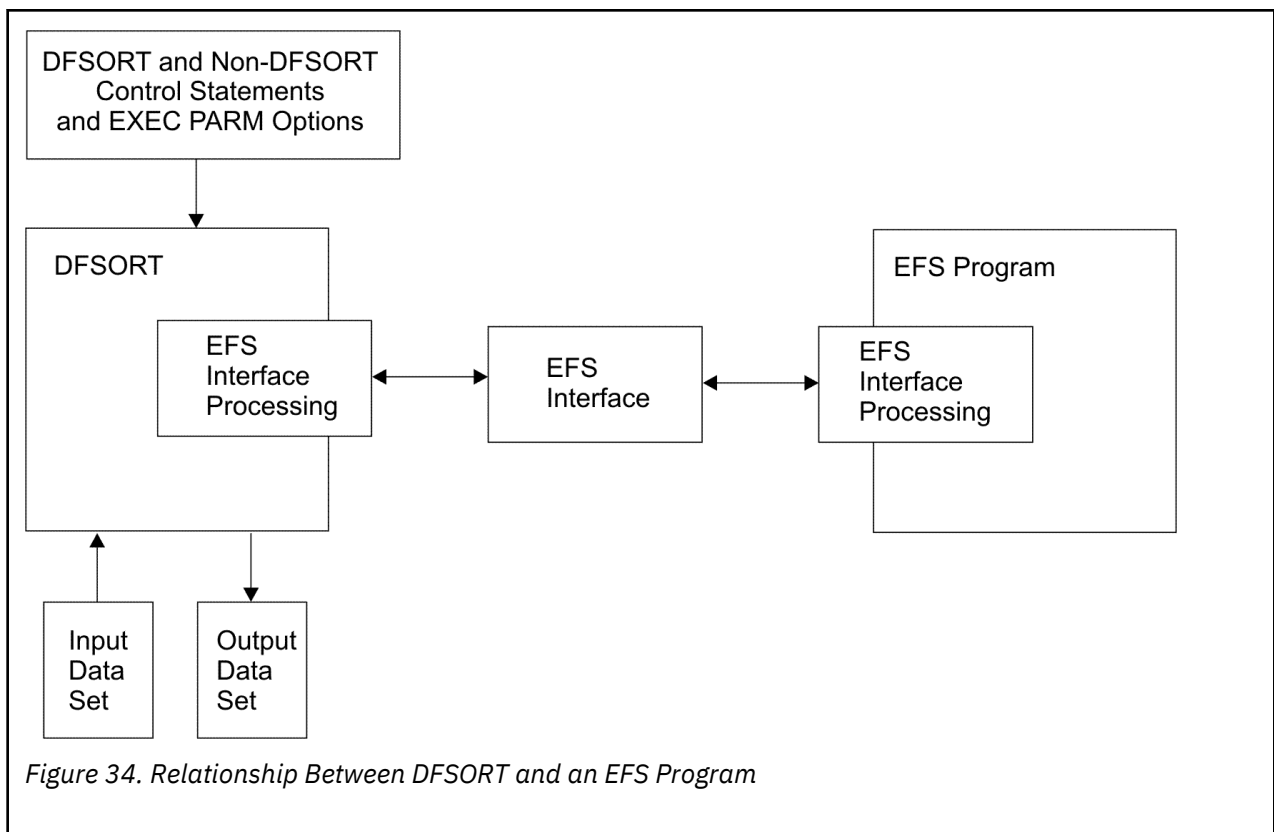 DFSORT and Non-DFSORT
Control Statements
and EXEC PARM Options
DFSORT
EFS Program
EFS
Interface
Processing
EFS
Interface
EFS
Interface
Processing
Input
Data
Set
Output
Data
Set
Figure 34. Relationship Between DFSORT and an EFS Program